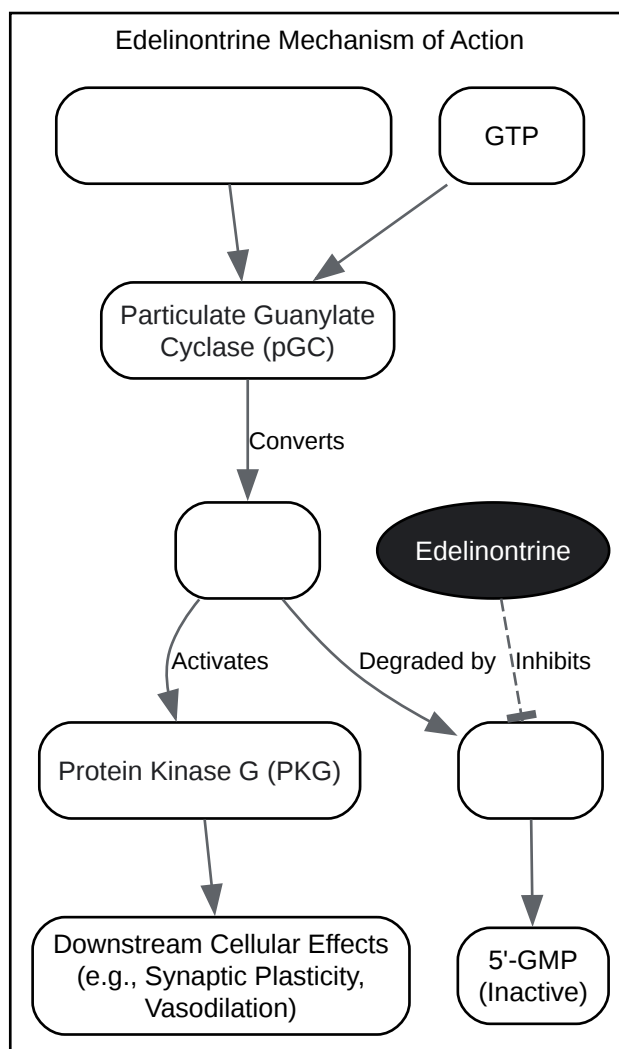 Edelinontrine Mechanism of Action
GTP
Particulate Guanylate
Cyclase (pGC)
Converts
Edelinontrine
Activates
Degraded by
Inhibits
Protein Kinase G (PKG)
Downstream Cellular Effects
(e.g., Synaptic Plasticity,
Vasodilation)
5'-GMP
(Inactive)